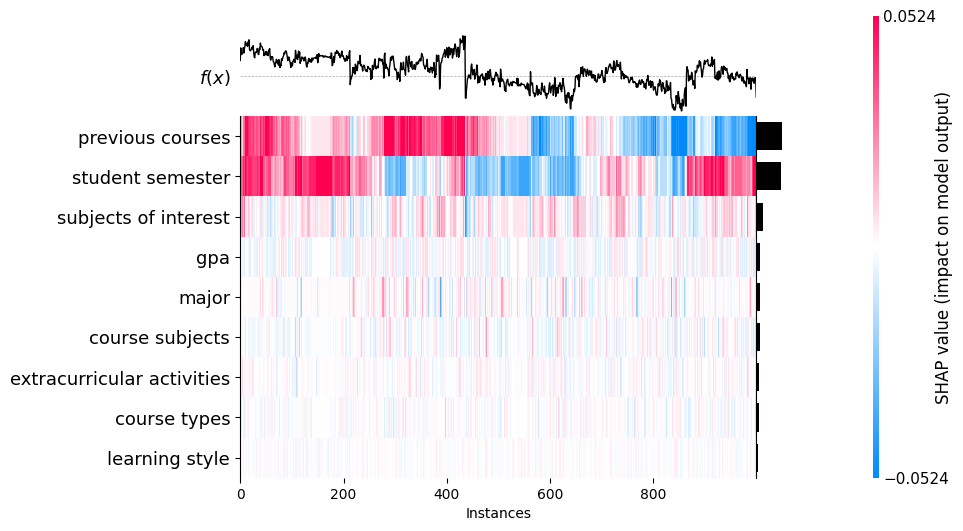 0.0524
f(x)
previous courses
student semester
subjects of interest
gpa
major
course subjects
extracurricular activities
course types
learning style
0 200 400 600 800
Instances
SHAP value (impact on model output)
−0.0524